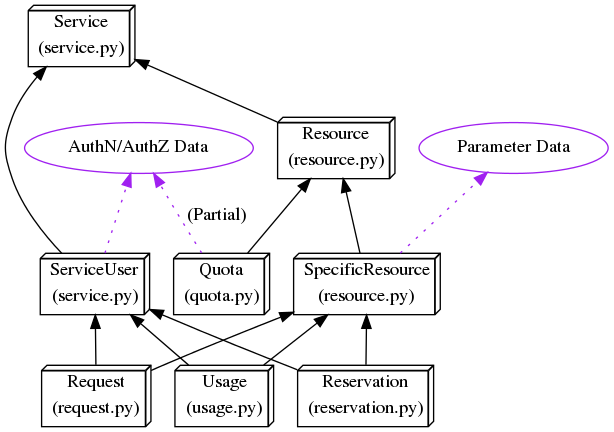 Service
(service.py)
AuthN/AuthZ Data
Resource
(resource.py)
Parameter Data
(Partial)
ServiceUser
(service.py)
Quota
(quota.py)
SpecificResource
(resource.py)
Request
(request.py)
Usage
(usage.py)
Reservation
(reservation.py)